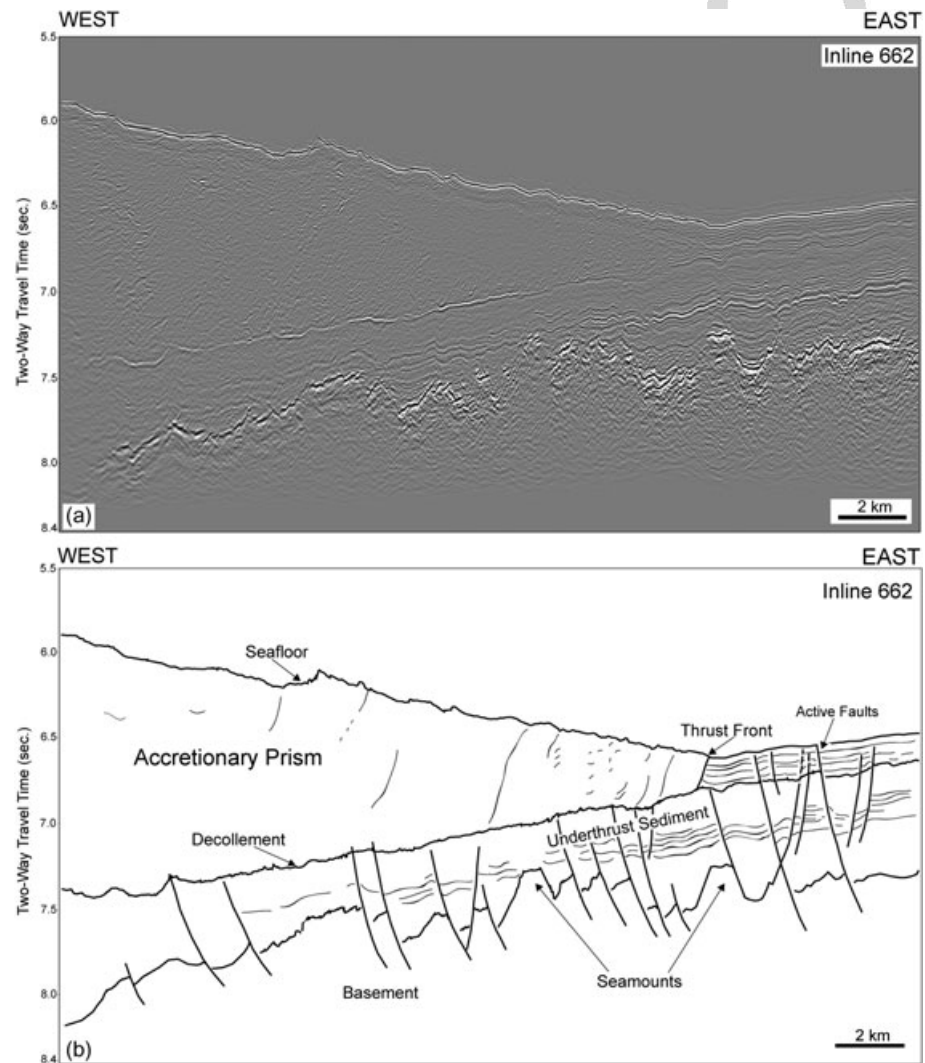 WEST EAST
5.5
Inline 662
6.0
6.5
7.0
7.5
8.0
8.4
Two-Way Travel Time (sec.)
(a)
2 km
WEST EAST
5.5
Inline 662
6.0
Seafloor
6.5
Thrust Front
Active Faults
Accretionary Prism
7.0
Decollement
Underthrust Sediment
7.5
Seamounts
8.0
Basement
8.4
Two-Way Travel Time (sec.)
(b)
2 km